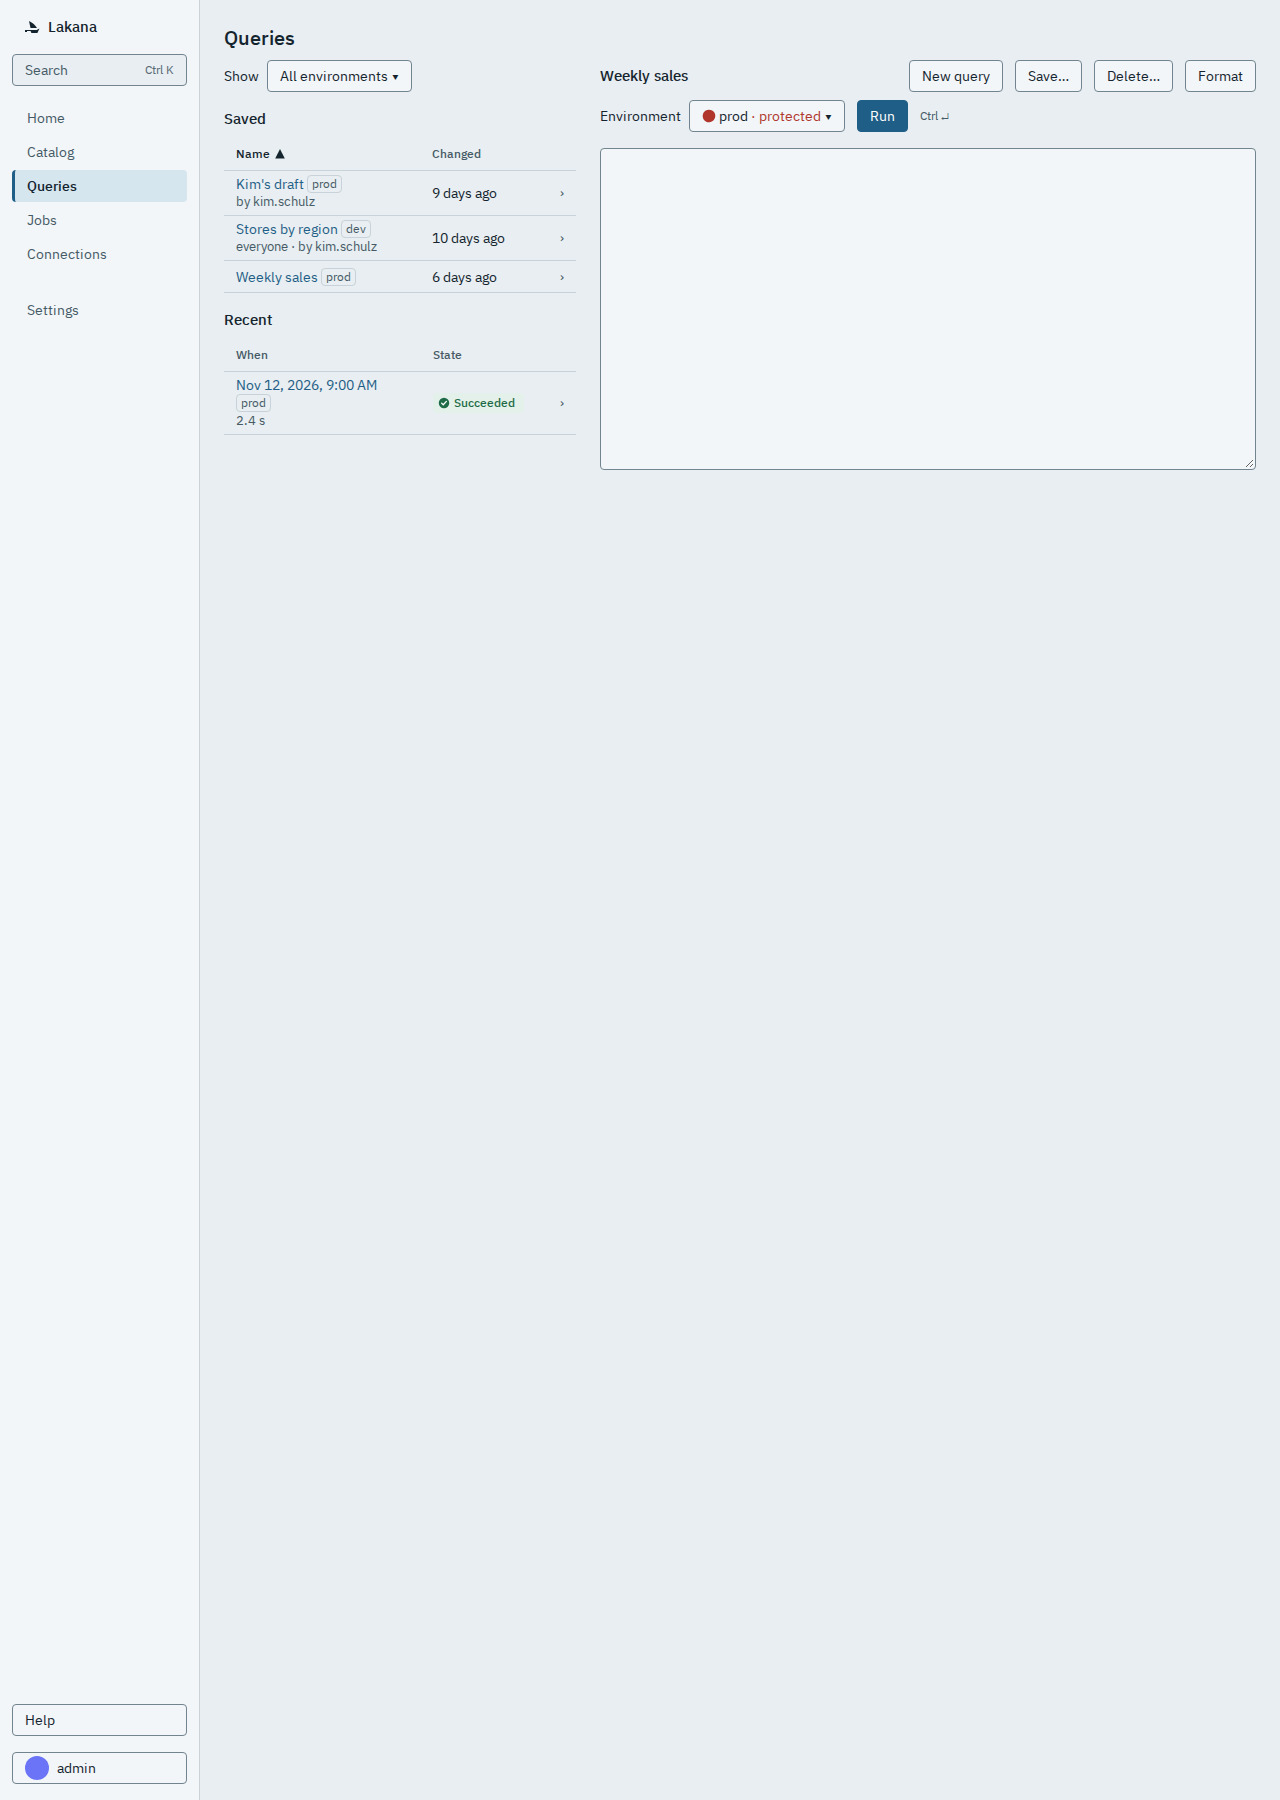 Lakana
Search Ctrl K
Home
Catalog
Queries
Jobs
Connections
Settings
Help
admin
Queries
Show All environments ▾
Saved
Name ▲ Changed
Kim's draft prod
by kim.schulz
9 days ago ›
Stores by region dev
everyone · by kim.schulz
10 days ago ›
Weekly sales prod 6 days ago ›
Recent
When State
Nov 12, 2026, 9:00 AM
prod
2.4 s
Succeeded ›
Weekly sales New query Save... Delete... Format
Environment prod · protected ▾ Run Ctrl ↵